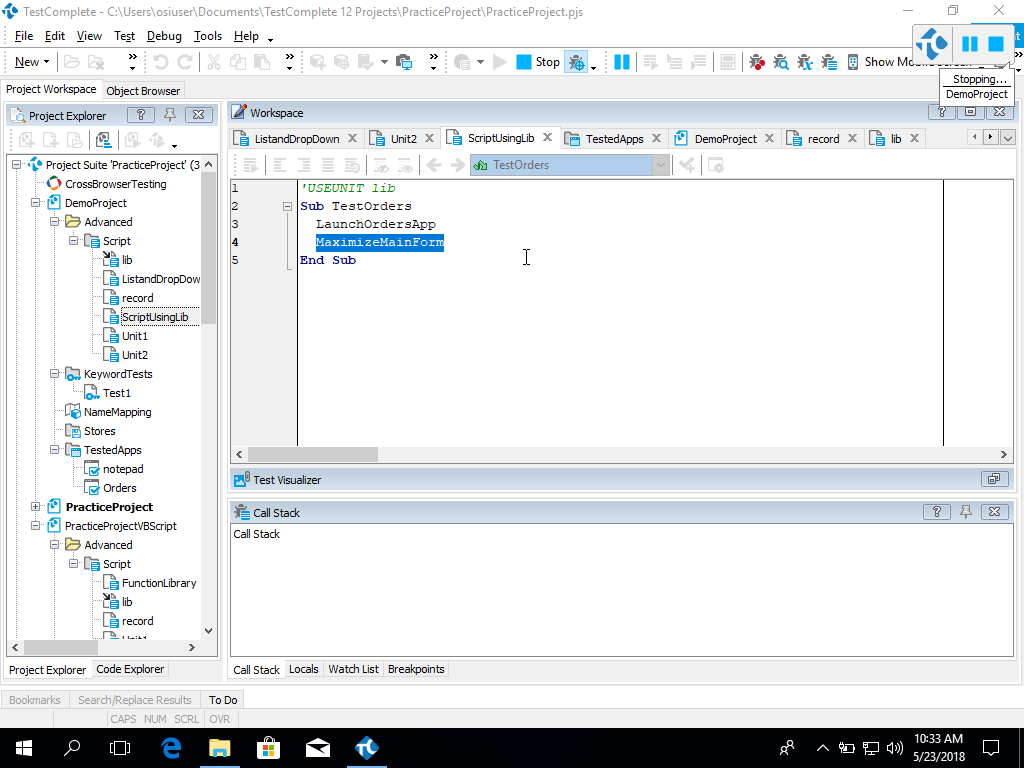 TestComplete - C:\Users\osiuser\Documents\TestComplete 12 Projects\PracticeProject\PracticeProject.pjs
File Edit View Test Debug Tools Help
New Stop Show Mo
Stopping...
DemoProject
Project Workspace Object Browser
Project Explorer
Project Suite 'PracticeProject' (3
CrossBrowserTesting
DemoProject
Advanced
Script
lib
ListandDropDow
record
ScriptUsingLib
Unit1
Unit2
KeywordTests
Test1
NameMapping
Stores
TestedApps
notepad
Orders
PracticeProject
PracticeProjectVBScript
Advanced
Script
FunctionLibrary
lib
record
Unit1
Project Explorer Code Explorer
Workspace
ListandDropDown Unit2 ScriptUsingLib TestedApps DemoProject record lib
TestOrders
1 'USEUNIT lib
2 Sub TestOrders
3 LaunchOrdersApp
4 MaximizeMainForm
5 End Sub
Test Visualizer
Call Stack
Call Stack
Call Stack Locals Watch List Breakpoints
Bookmarks Search/Replace Results To Do
CAPS NUM SCRL OVR
10:33 AM
5/23/2018